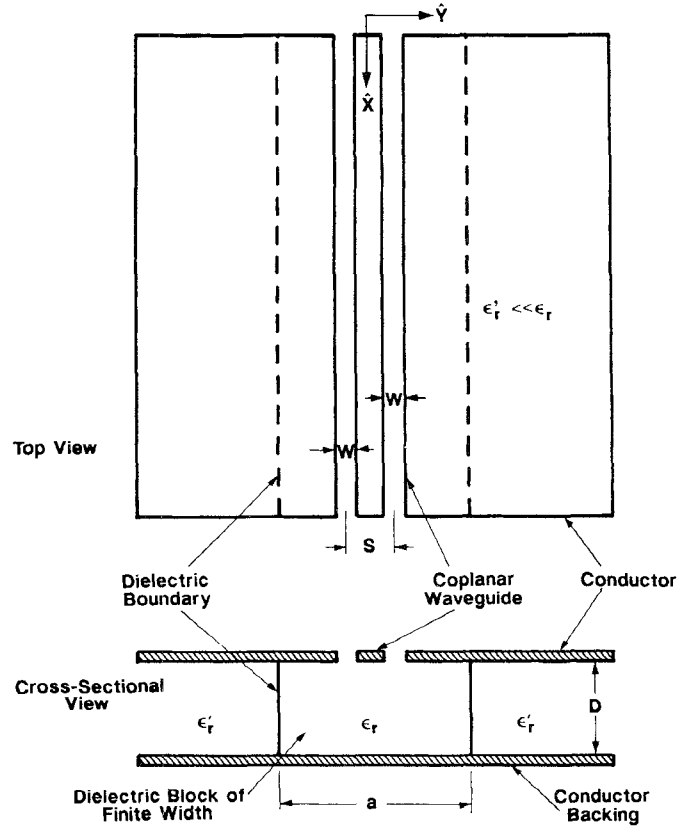 Ŷ
X̂
ϵ'r <<ϵr
W
Top View
W
S
Dielectric
Boundary
Coplanar
Waveguide
Conductor
Cross-Sectional
View
ϵ'r
ϵr
ϵ'r
D
Dielectric Block of
Finite Width
a
Conductor
Backing